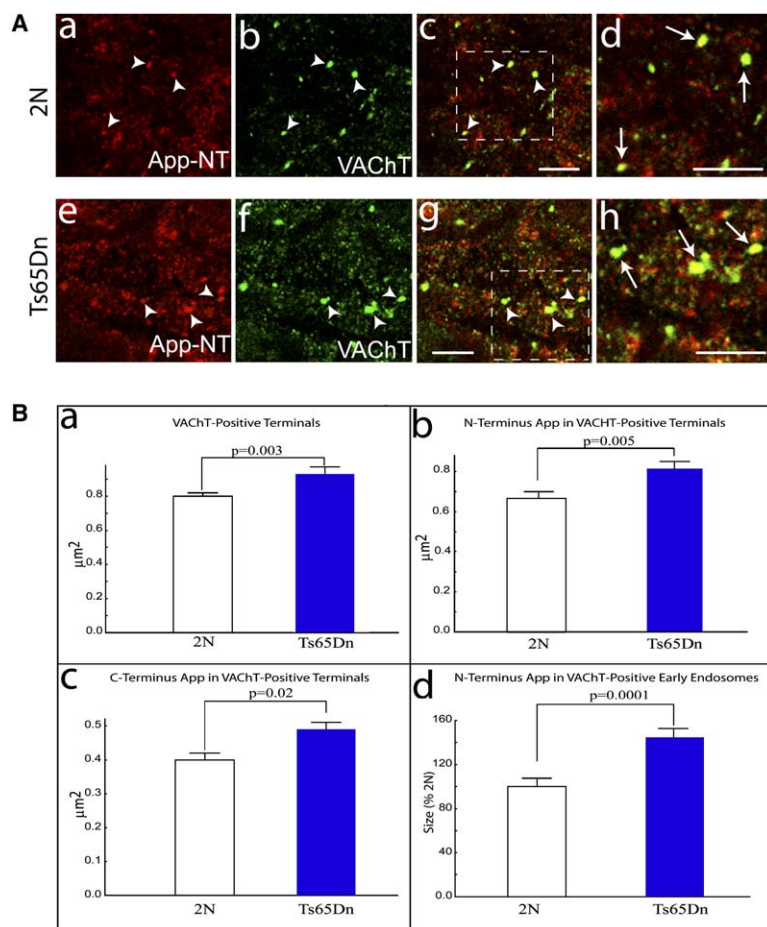 A
2N
a
App-NT
b
VAChT
c
d
Ts65Dn
e
App-NT
f
VAChT
g
h
B
a
VAChT-Positive Terminals
p=0.003
0.8
0.6
0.4
0.2
0.0
μm2
2N
Ts65Dn
b
N-Terminus App in VACHT-Positive Terminals
p=0.005
0.8
0.6
0.4
0.2
0.0
μm2
2N
Ts65Dn
c
C-Terminus App in VAChT-Positive Terminals
p=0.02
0.5
0.4
0.3
0.2
0.1
0.0
μm2
2N
Ts65Dn
d
N-Terminus App in VAChT-Positive Early Endosomes
p=0.0001
160
120
80
40
0.0
Size (% 2N)
2N
Ts65Dn